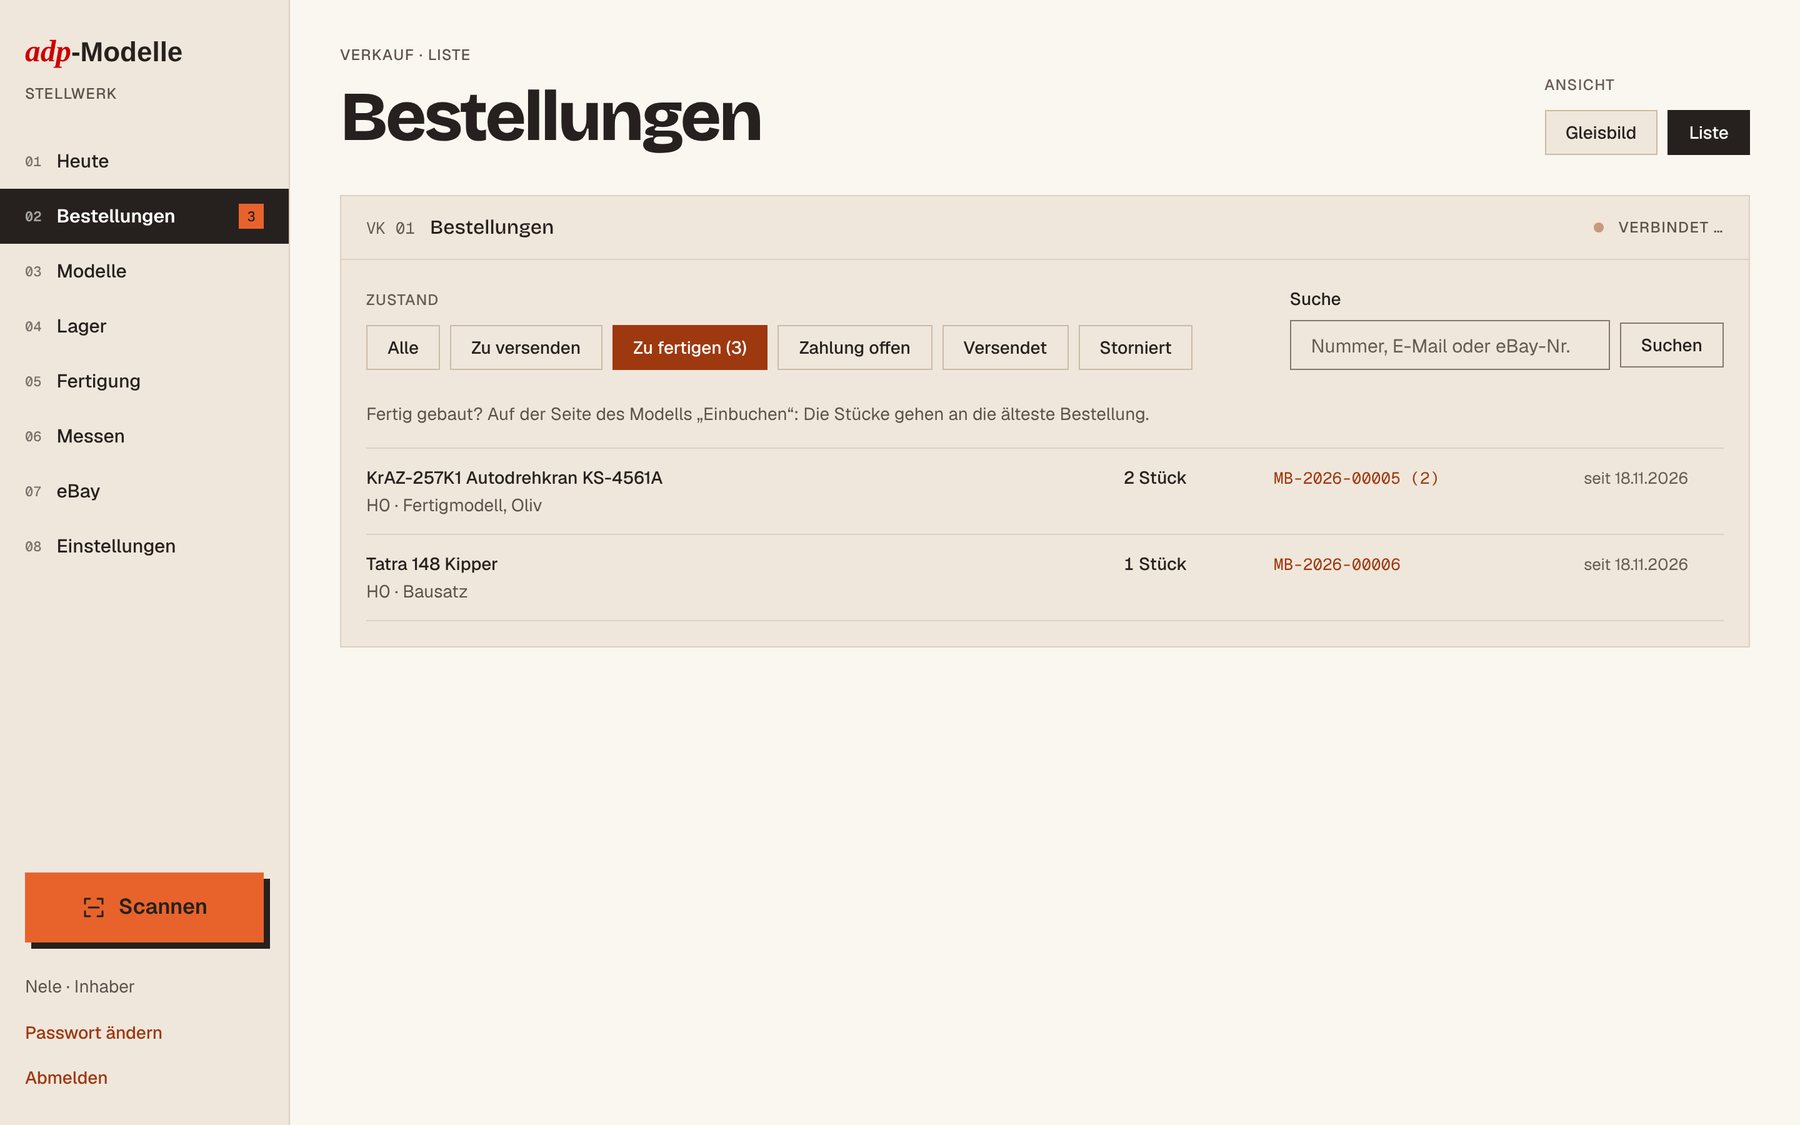 adp-Modelle
STELLWERK
01 Heute
02 Bestellungen 3
03 Modelle
04 Lager
05 Fertigung
06 Messen
07 eBay
08 Einstellungen
Scannen
Nele · Inhaber
Passwort ändern
Abmelden
VERKAUF · LISTE
Bestellungen
ANSICHT
Gleisbild Liste
VK 01 Bestellungen VERBINDET …
ZUSTAND
Alle Zu versenden Zu fertigen (3) Zahlung offen Versendet Storniert
Suche
Nummer, E-Mail oder eBay-Nr. Suchen
Fertig gebaut? Auf der Seite des Modells „Einbuchen“: Die Stücke gehen an die älteste Bestellung.
KrAZ-257K1 Autodrehkran KS-4561A 2 Stück MB-2026-00005 (2) seit 18.11.2026
H0 · Fertigmodell, Oliv
Tatra 148 Kipper 1 Stück MB-2026-00006 seit 18.11.2026
H0 · Bausatz